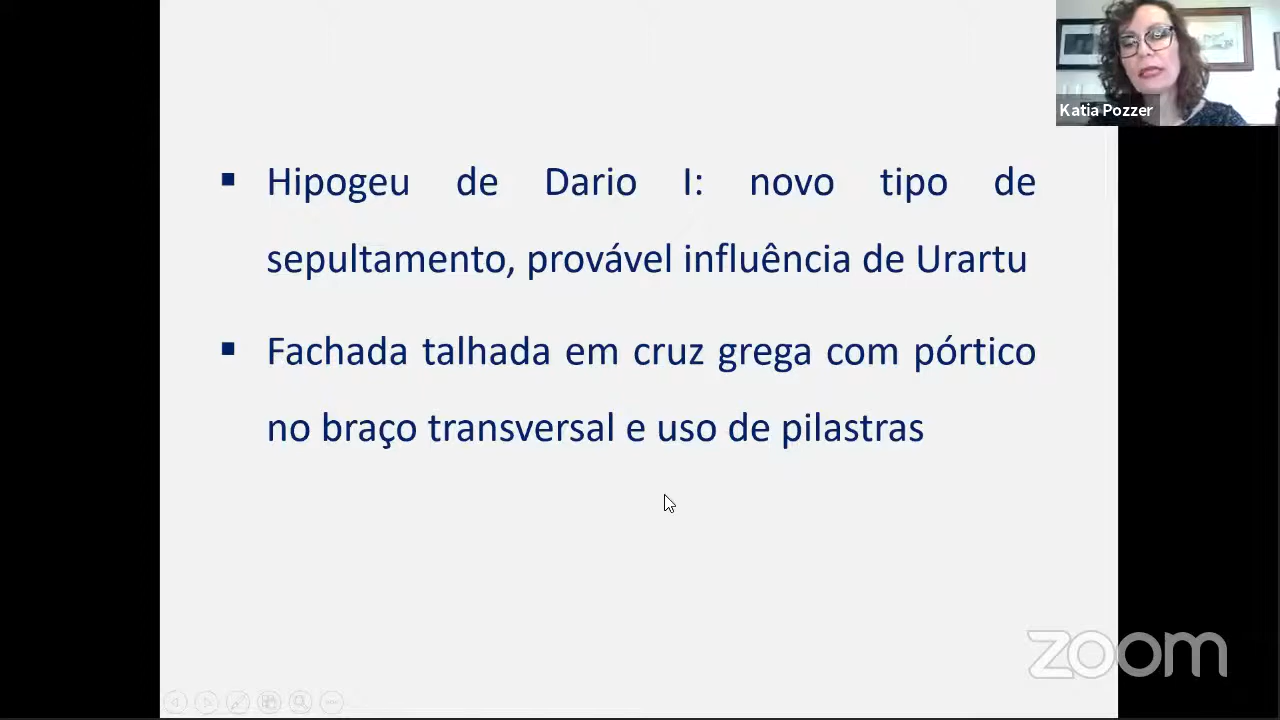 Katia Pozzer
▪ Hipogeu de Dario I: novo tipo de
sepultamento, provável influência de Urartu
▪ Fachada talhada em cruz grega com pórtico
no braço transversal e uso de pilastras
zoom